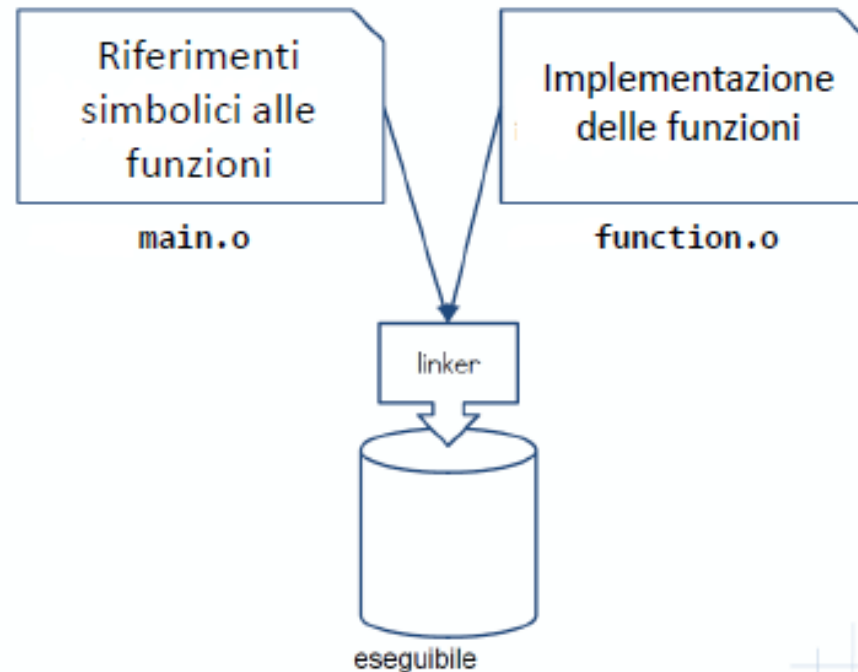 Riferimenti
simbolici alle
funzioni
main.o
Implementazione
delle funzioni
function.o
linker
eseguibile